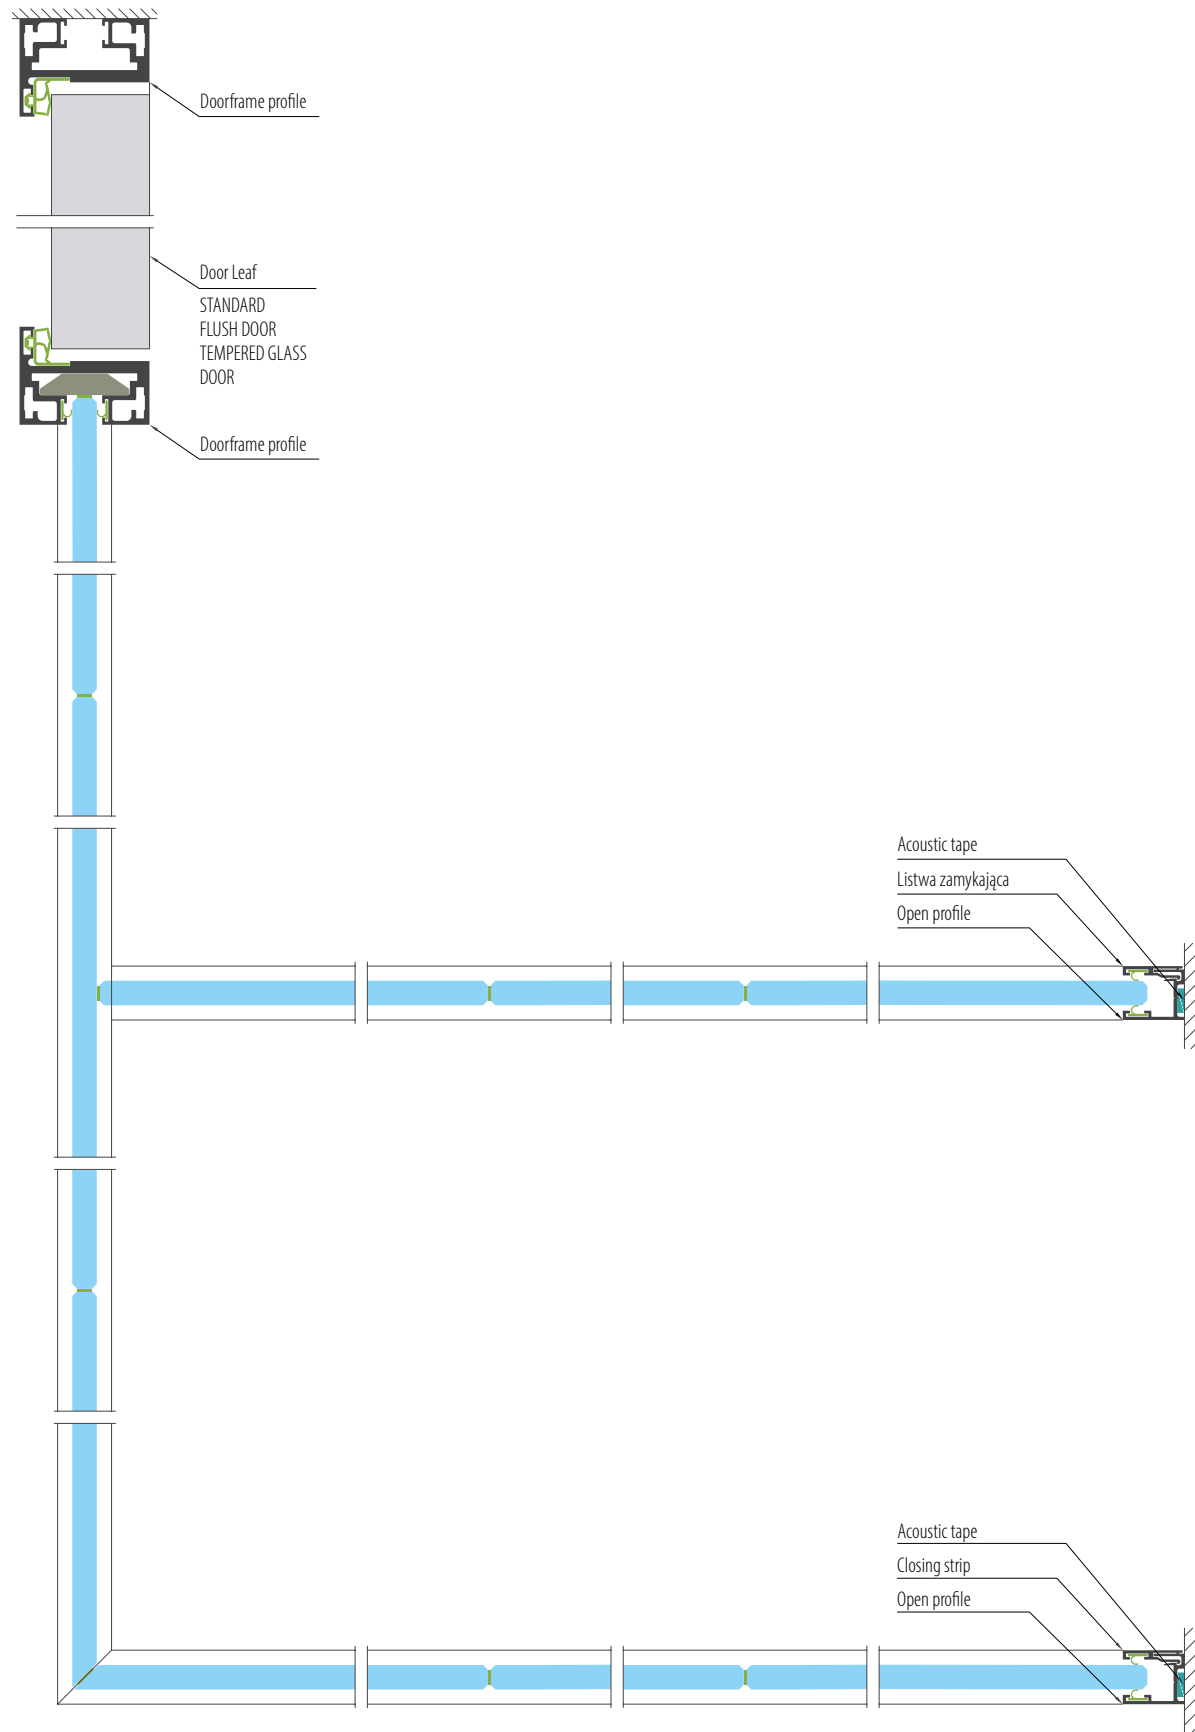 Doorframe profile
Door Leaf
STANDARD
FLUSH DOOR
TEMPERED GLASS
DOOR
Doorframe profile
Acoustic tape
Listwa zamykająca
Open profile
Acoustic tape
Closing strip
Open profile